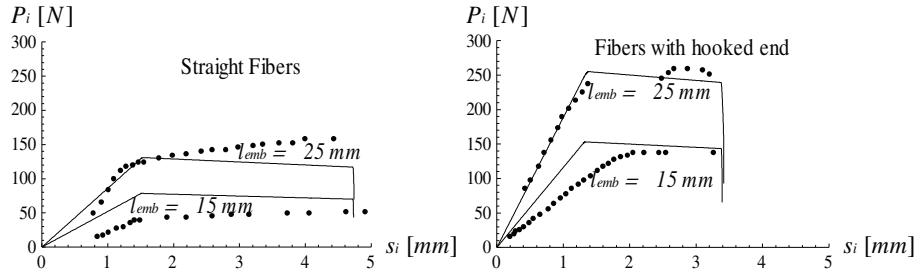 Pi [N]
300
250
200
150
100
50
0
Straight Fibers
lemb = 25 mm
lemb = 15 mm
0 1 2 3 4 5
si [mm]
Pi [N]
300
250
200
150
100
50
0
Fibers with hooked end
lemb = 25 mm
lemb = 15 mm
0 1 2 3 4 5
si [mm]